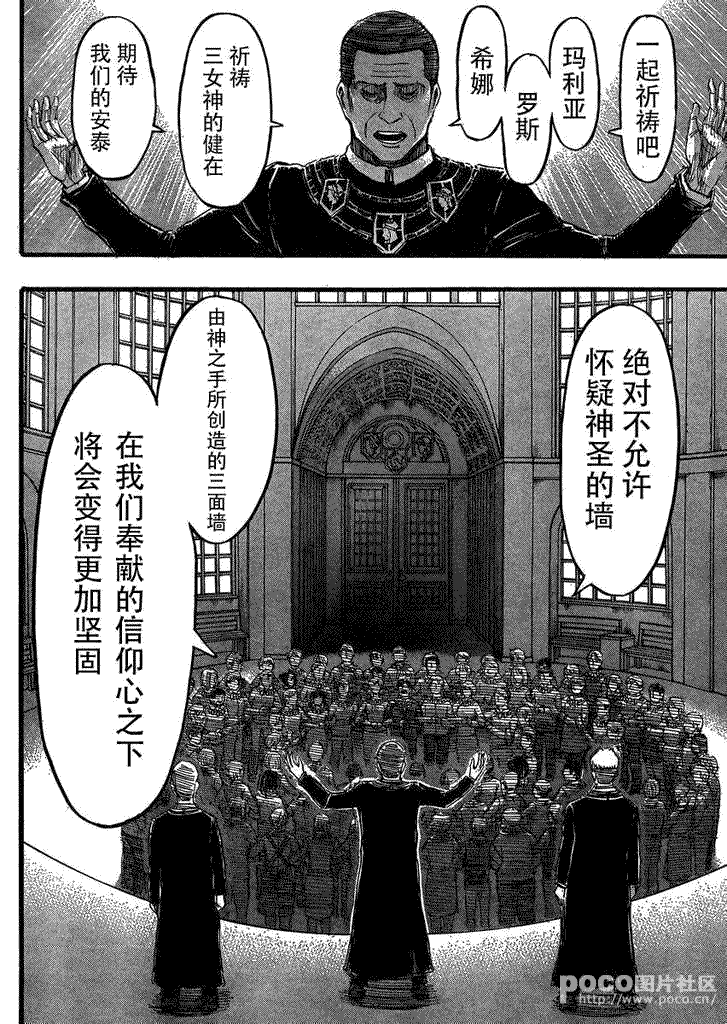 一起祈祷吧
玛利亚
罗斯
希娜
祈祷
三女神的健在
期待
我们的安泰
绝对不允许
怀疑神圣的墙
由神之手所创造的三面墙
在我们奉献的信仰心之下
将会变得更加坚固
POCO图片社区
http://www.poco.cn/